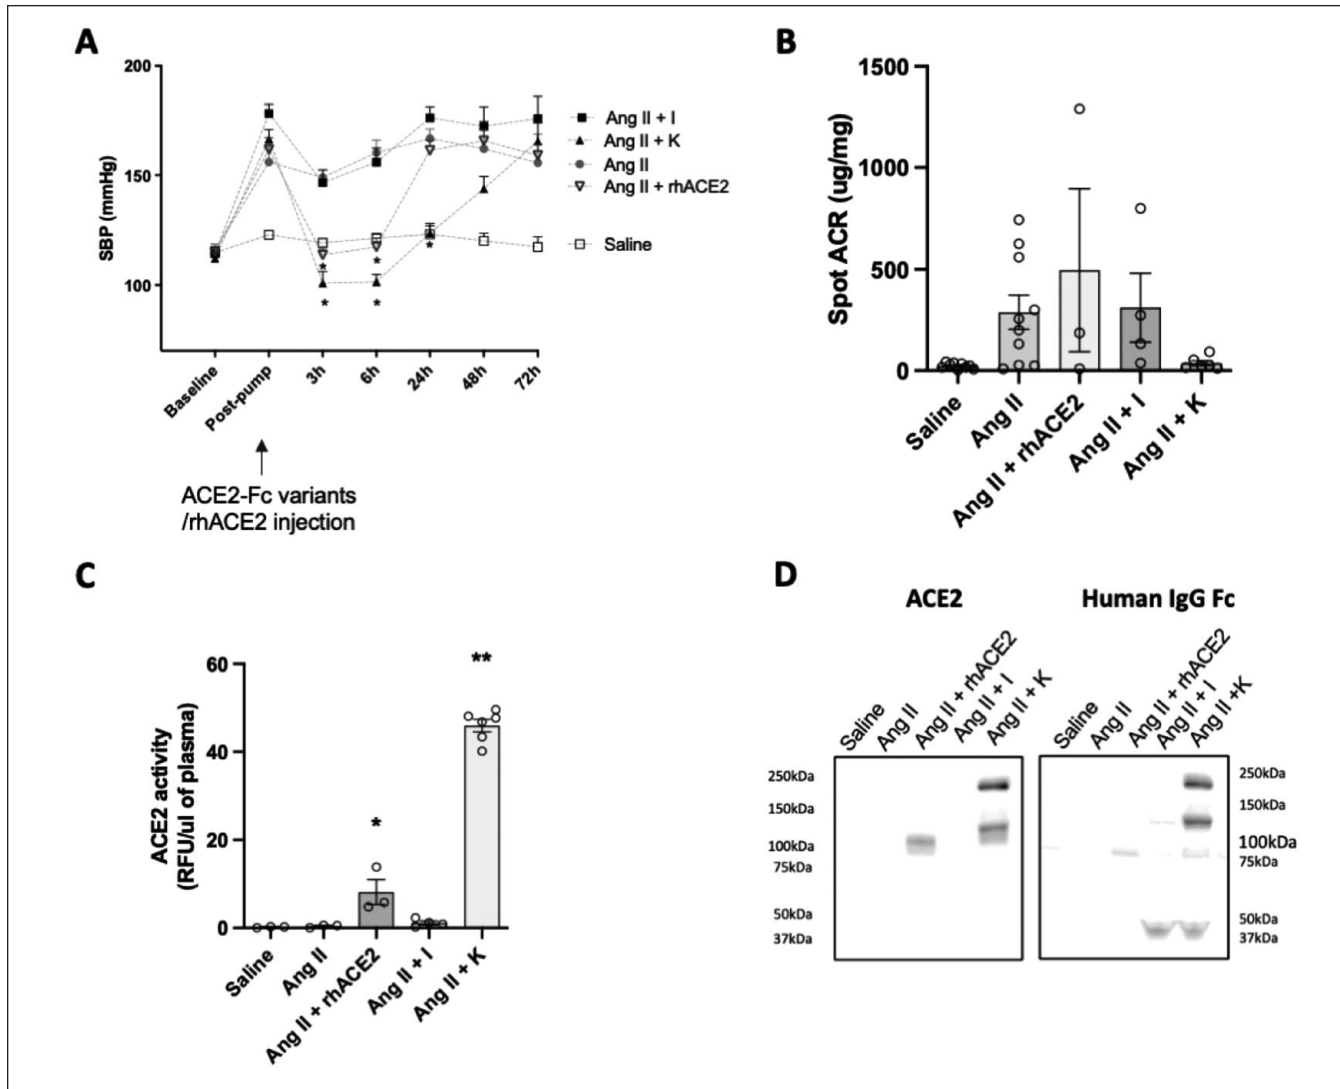 A
200
150
100
SBP (mmHg)
Baseline
Post-pump
3h
6h
24h
48h
72h
*
*
*
*
*
Ang II + I
Ang II + K
Ang II
Ang II + rhACE2
Saline
ACE2-Fc variants
/rhACE2 injection
B
1500
1000
500
0
Spot ACR (ug/mg)
Saline
Ang II
Ang II + rhACE2
Ang II + I
Ang II + K
C
60
40
20
0
ACE2 activity
(RFU/ul of plasma)
*
**
Saline
Ang II
Ang II + rhACE2
Ang II + I
Ang II + K
D
ACE2
Saline
Ang II
Ang II + rhACE2
Ang II + I
Ang II + K
250kDa
150kDa
100kDa
75kDa
50kDa
37kDa
Human IgG Fc
Saline
Ang II
Ang II + rhACE2
Ang II + I
Ang II +K
250kDa
150kDa
100kDa
75kDa
50kDa
37kDa